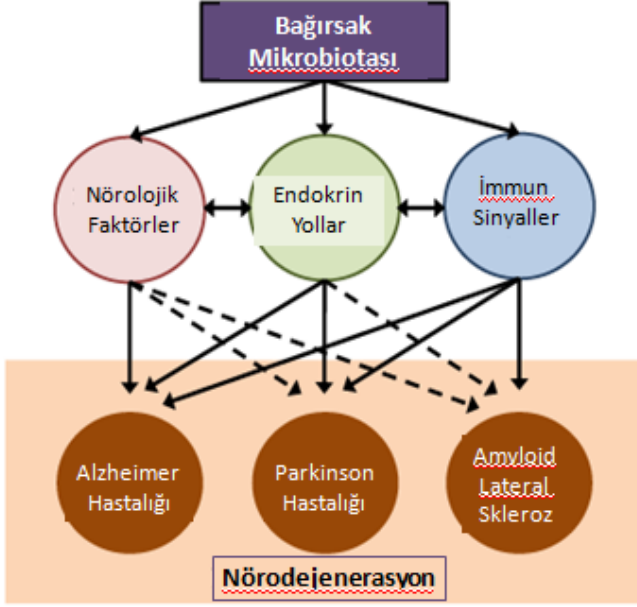 Bağırsak
Mikrobiotası
Nörolojik
Faktörler
Endokrin
Yollar
İmmun
Sinyaller
Alzheimer
Hastalığı
Parkinson
Hastalığı
Amyloid
Lateral
Skleroz
Nörodejenerasyon